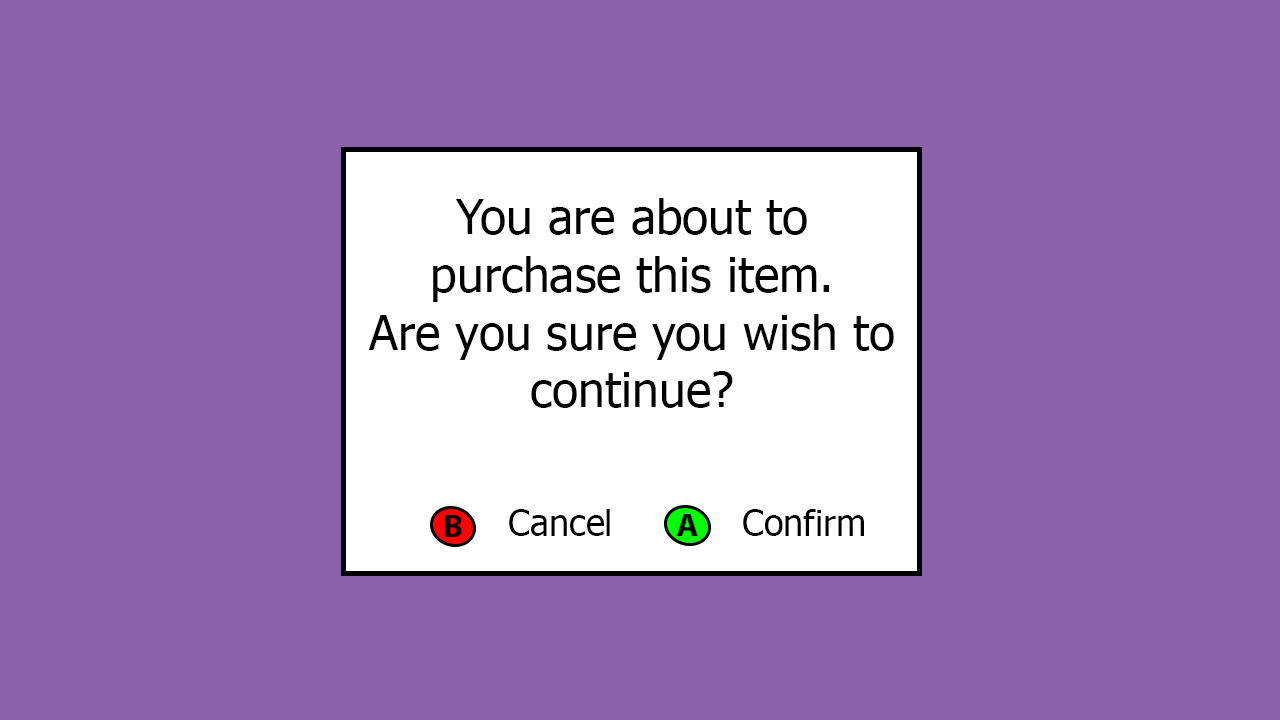 You are about to
purchase this item.
Are you sure you wish to
continue?
B Cancel A Confirm